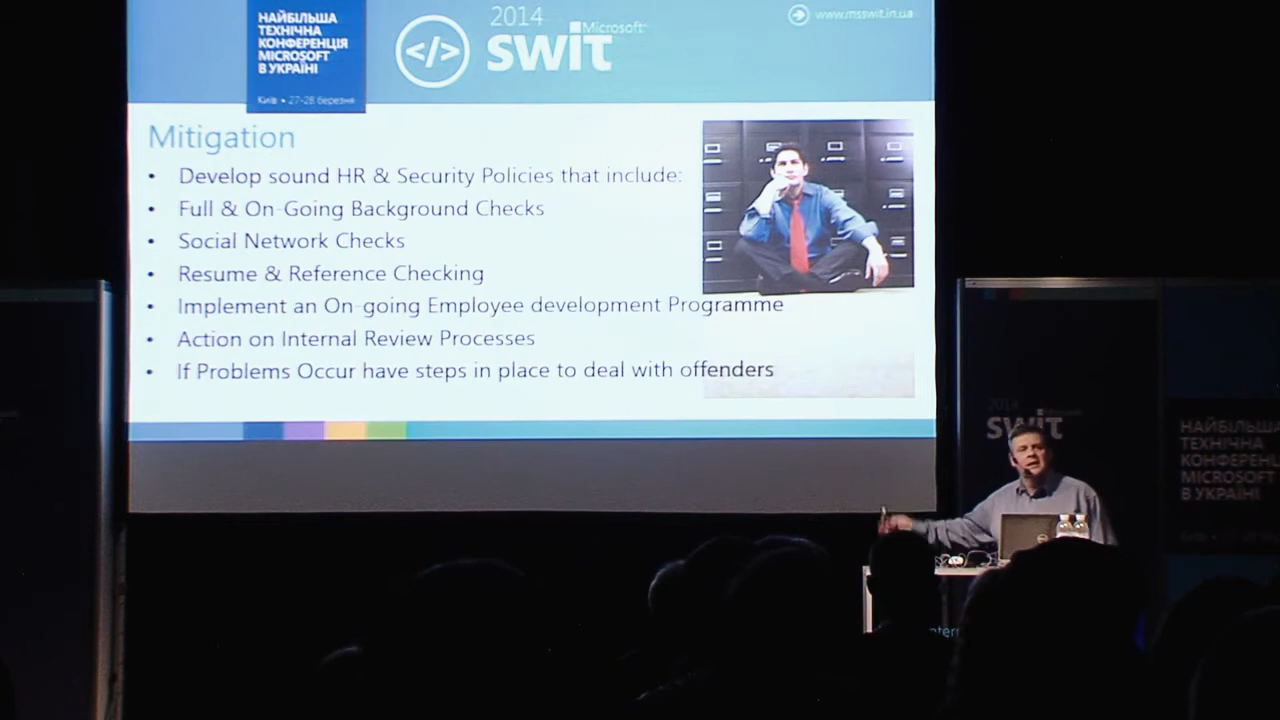 НАЙБІЛЬША
ТЕХНІЧНА
КОНФЕРЕНЦІЯ
MICROSOFT
В УКРАЇНІ
Київ • 27-28 березня
</>
2014
Microsoft
swit
www.msswit.in.ua
Mitigation
• Develop sound HR & Security Policies that include:
• Full & On-Going Background Checks
• Social Network Checks
• Resume & Reference Checking
• Implement an On-going Employee development Programme
• Action on Internal Review Processes
• If Problems Occur have steps in place to deal with offenders
2014
swit
НАЙБІЛЬША
ТЕХНІЧНА
КОНФЕРЕНЦ
MICROSOFT
В УКРАЇНІ